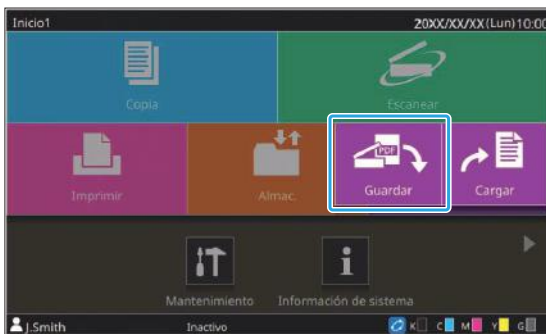 Inicio1
20XX/XX/XX(Lun)10:00
Copia
Escanear
Imprimir
Almac.
PDF
Guardar
Cargar
Mantenimiento
Información de sistema
J.Smith
Inactivo
K C M Y G